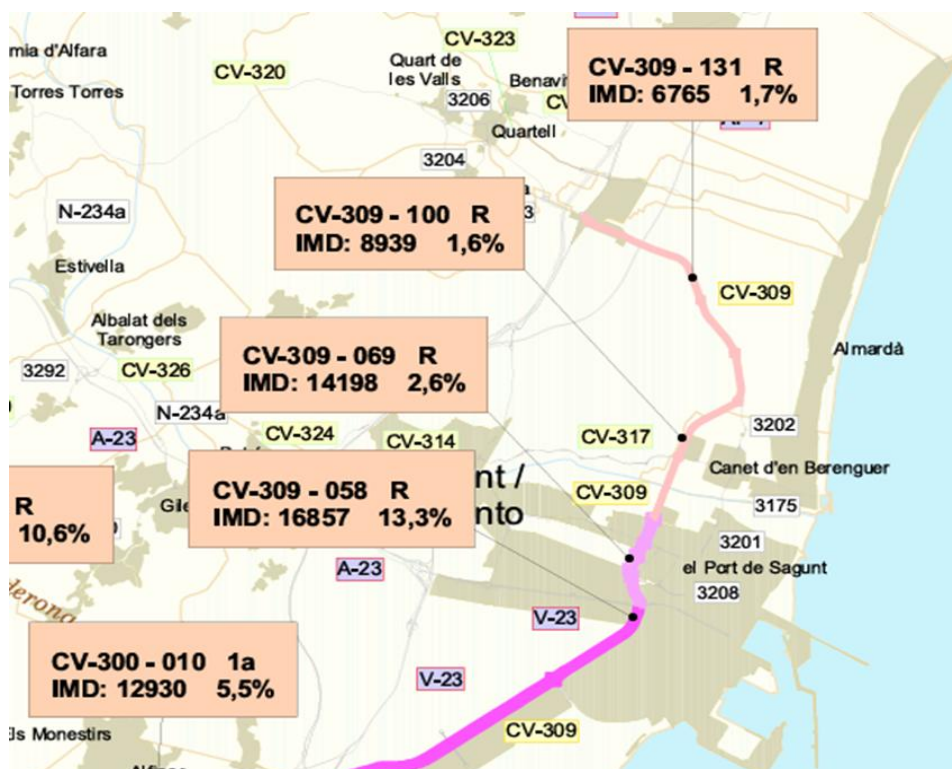 mia d'Alfara
Torres Torres
CV-320
CV-323
Quart de
les Valls
3206
Benavit
Quartell
3204
CV-309 - 131 R
IMD: 6765 1,7%
N-234a
CV-309 - 100 R
IMD: 8939 1,6%
Estivella
CV-309
Albalat dels
Tarongers
Almardà
3292
CV-326
CV-309 - 069 R
IMD: 14198 2,6%
N-234a
A-23
CV-324
CV-314
CV-317
3202
Canet d'en Berenguer
CV-309 - 058 R
IMD: 16857 13,3%
nt /
nto
CV-309
3175
R
10,6%
Gile
3201
el Port de Sagunt
A-23
3208
V-23
CV-300 - 010 1a
IMD: 12930 5,5%
V-23
CV-309
Els Monestirs